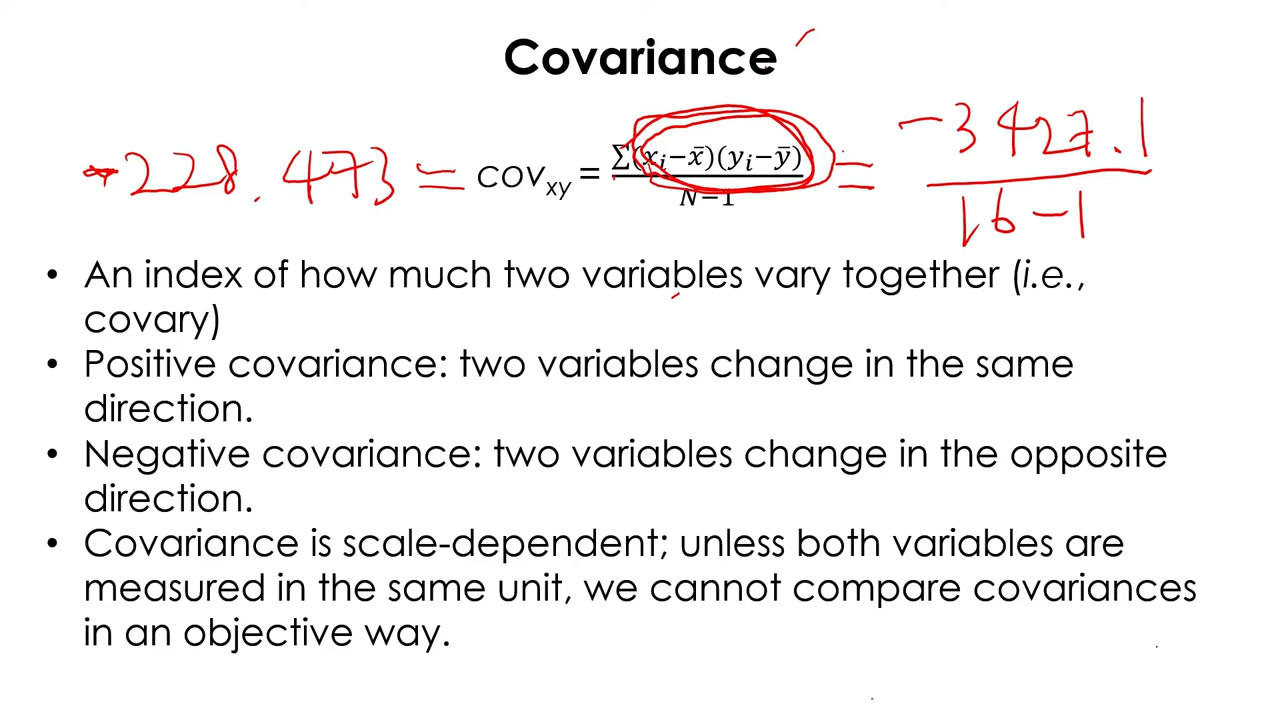 Covariance
-228.473 = cov_xy = ∑(x_i−x̄)(y_i−ȳ) / N−1 = -3427.1 / 16-1
• An index of how much two variables vary together (i.e.,
covary)
• Positive covariance: two variables change in the same
direction.
• Negative covariance: two variables change in the opposite
direction.
• Covariance is scale-dependent; unless both variables are
measured in the same unit, we cannot compare covariances
in an objective way.